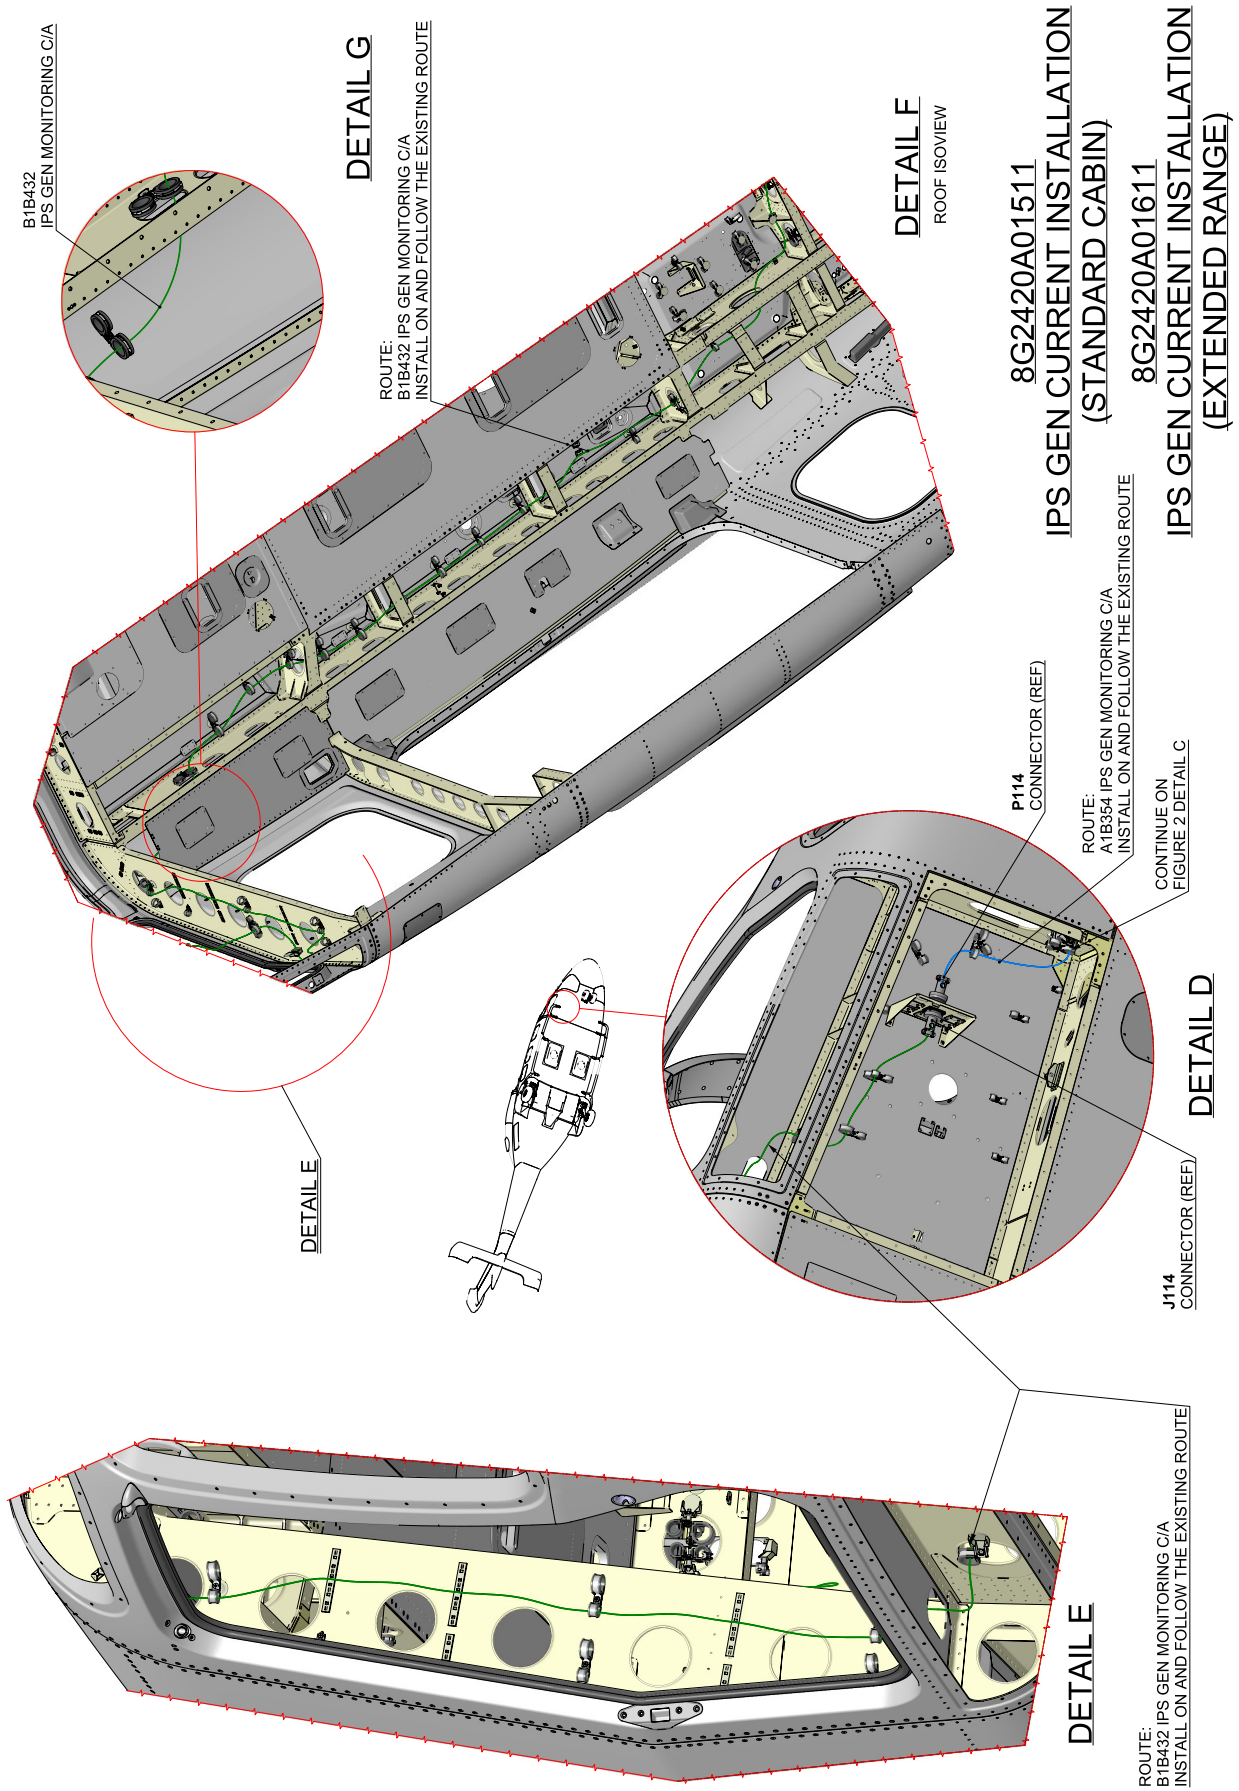 B1B432
IPS GEN MONITORING C/A
DETAIL G
ROUTE:
B1B432 IPS GEN MONITORING C/A
INSTALL ON AND FOLLOW THE EXISTING ROUTE
DETAIL F
ROOF ISOVIEW
8G2420A01511
IPS GEN CURRENT INSTALLATION
(STANDARD CABIN)
8G2420A01611
IPS GEN CURRENT INSTALLATION
(EXTENDED RANGE)
DETAIL E
P114
CONNECTOR (REF)
ROUTE:
A1B354 IPS GEN MONITORING C/A
INSTALL ON AND FOLLOW THE EXISTING ROUTE
CONTINUE ON
FIGURE 2 DETAIL C
DETAIL D
J114
CONNECTOR (REF)
DETAIL E
ROUTE:
B1B432 IPS GEN MONITORING C/A
INSTALL ON AND FOLLOW THE EXISTING ROUTE